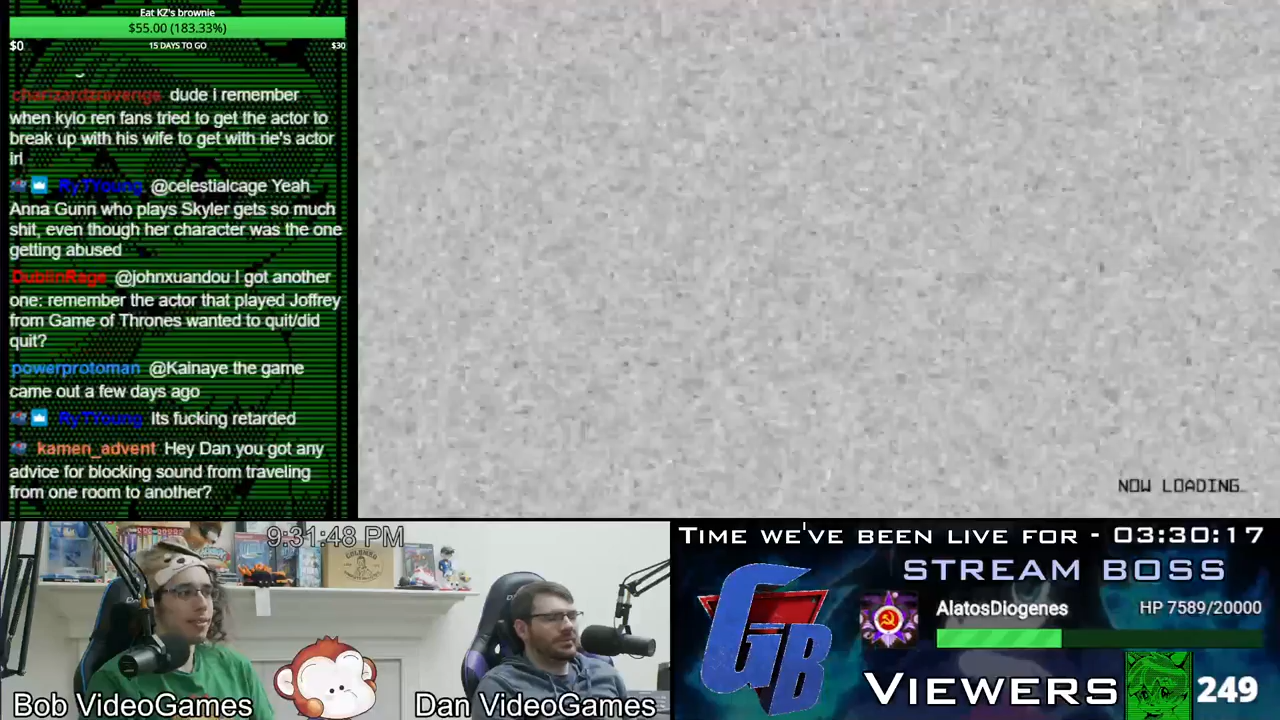 Eat KZ's brownie
$55.00 (183.33%)
$0 15 DAYS TO GO $30
dude i remember
when kylo ren fans tried to get the actor to
break up with his wife to get with rie's actor
irl
RyTYoung @celestialcage Yeah
Anna Gunn who plays Skyler gets so much
shit, even though her character was the one
getting abused
DublinRage @johnxuandou I got another
one: remember the actor that played Joffrey
from Game of Thrones wanted to quit/did
quit?
powerprotoman @Kainaye the game
came out a few days ago
RyTYoung Its fucking retarded
kamen_advent Hey Dan you got any
advice for blocking sound from traveling
from one room to another?
NOW LOADING
9:31:48 PM
COLUMBO
Bob VideoGames
Dan VideoGames
TIME WE'VE BEEN LIVE FOR - 03:30:17
STREAM BOSS
AlatosDiogenes HP 7589/20000
GGB
VIEWERS 249